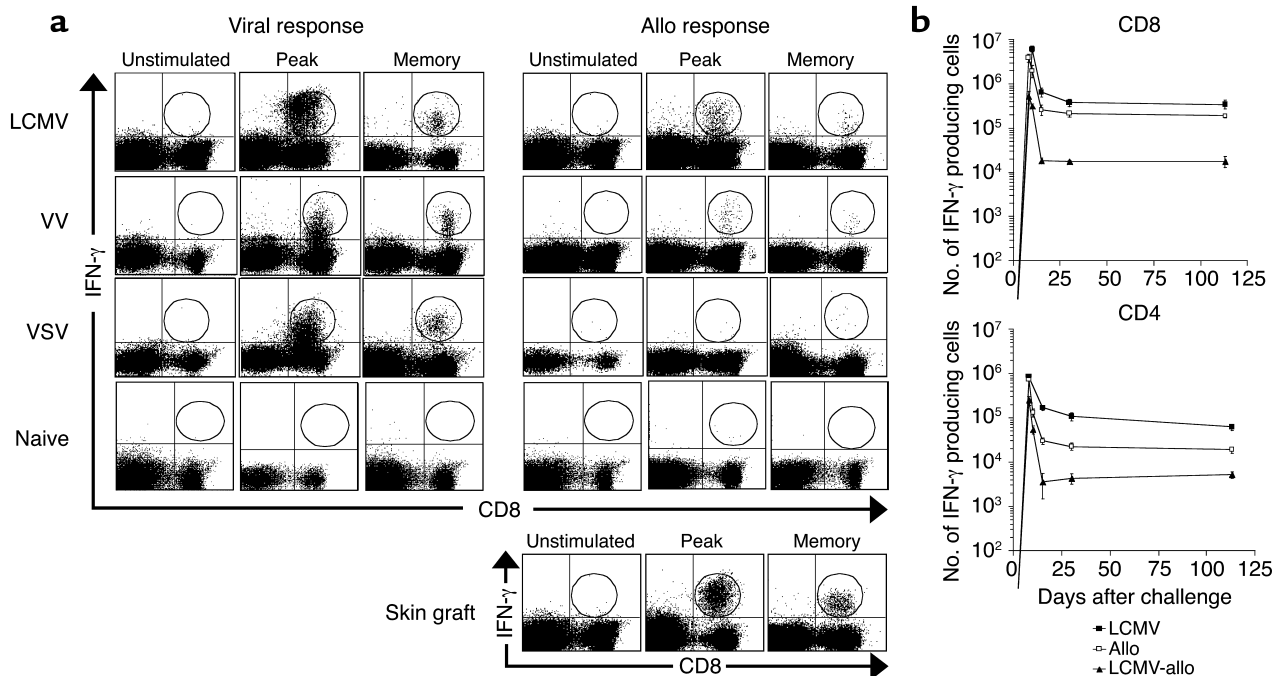 a
Viral response
Allo response
Unstimulated Peak Memory
Unstimulated Peak Memory
LCMV
VV
IFN-γ
VSV
Naive
CD8
Unstimulated Peak Memory
Skin graft
IFN-γ
CD8
b
CD8
No. of IFN-γ producing cells
10⁷
10⁶
10⁵
10⁴
10³
10²
0 25 50 75 100 125
CD4
No. of IFN-γ producing cells
10⁷
10⁶
10⁵
10⁴
10³
10²
0 25 50 75 100 125
Days after challenge
LCMV
Allo
LCMV-allo